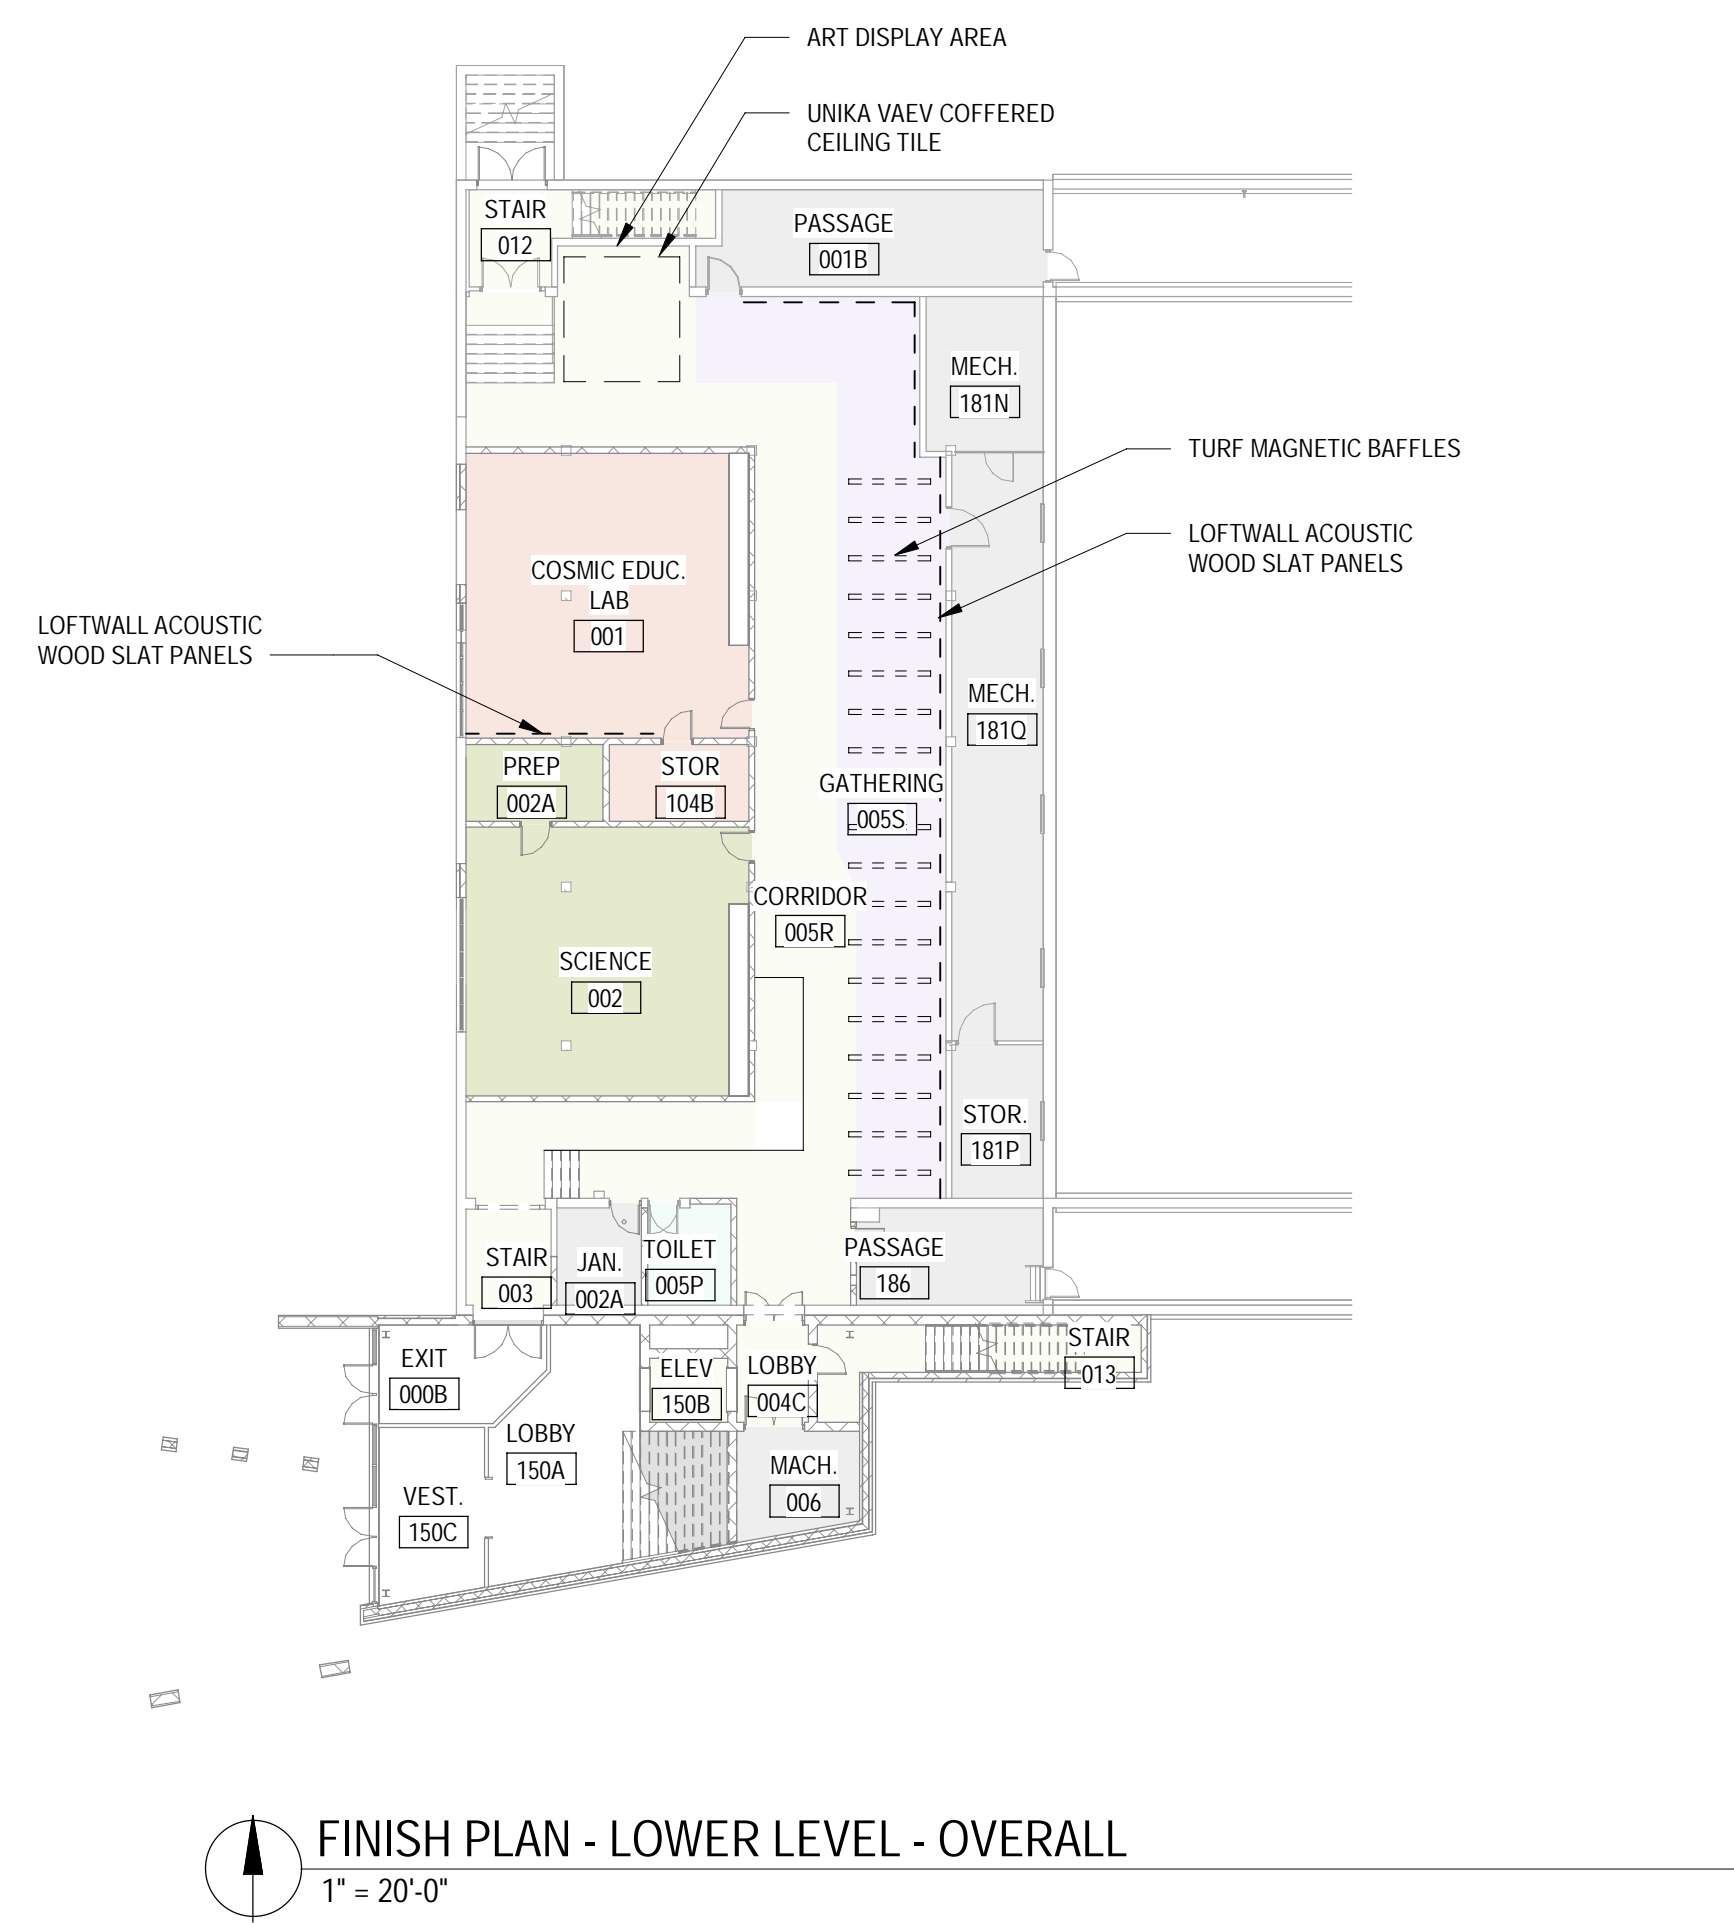 ART DISPLAY AREA
UNIKA VAEV COFFERED
CEILING TILE
STAIR
012
PASSAGE
001B
MECH.
181N
TURF MAGNETIC BAFFLES
LOFTWALL ACOUSTIC
WOOD SLAT PANELS
COSMIC EDUC.
LAB
001
LOFTWALL ACOUSTIC
WOOD SLAT PANELS
MECH.
181Q
PREP
002A
STOR
104B
GATHERING
005S
CORRIDOR
005R
SCIENCE
002
STOR.
181P
STAIR
003
JAN.
002A
TOILET
005P
PASSAGE
186
EXIT
000B
ELEV
150B
LOBBY
004C
STAIR
013
LOBBY
150A
VEST.
150C
MACH.
006
FINISH PLAN - LOWER LEVEL - OVERALL
1" = 20'-0"